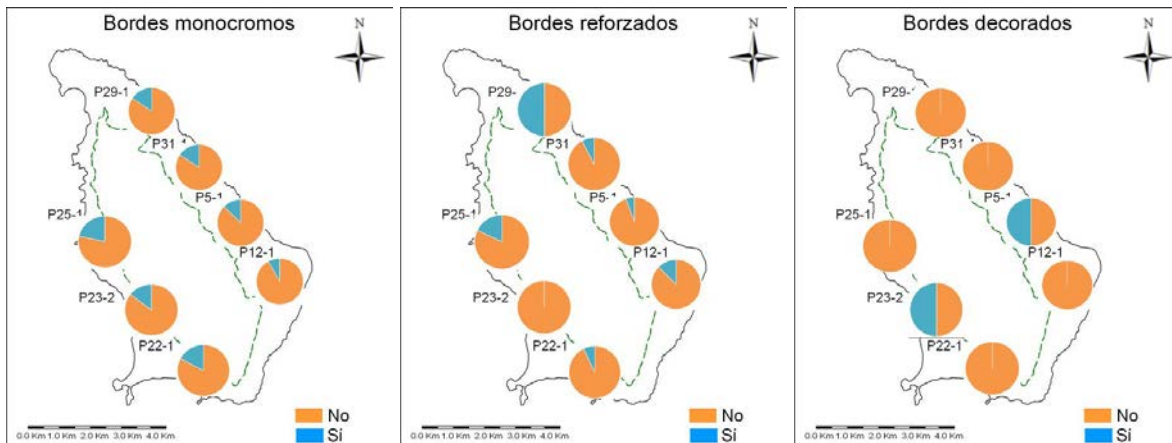 Bordes monocromos
N
P29-1
P31
P5-1
P25-1
P12-1
P23-2
P22-1
No
Si
0.0 Km 1.0 Km 2.0 Km 3.0 Km 4.0 Km
Bordes reforzados
N
P29-
P31
P5-1
P25-1
P12-1
P23-2
P22-1
No
Si
0.0 Km 1.0 Km 2.0 Km 3.0 Km 4.0 Km
Bordes decorados
N
P29-
P31
P5-1
P25-1
P12-1
P23-2
P22-1
No
Si
0.0 Km 1.0 Km 2.0 Km 3.0 Km 4.0 Km